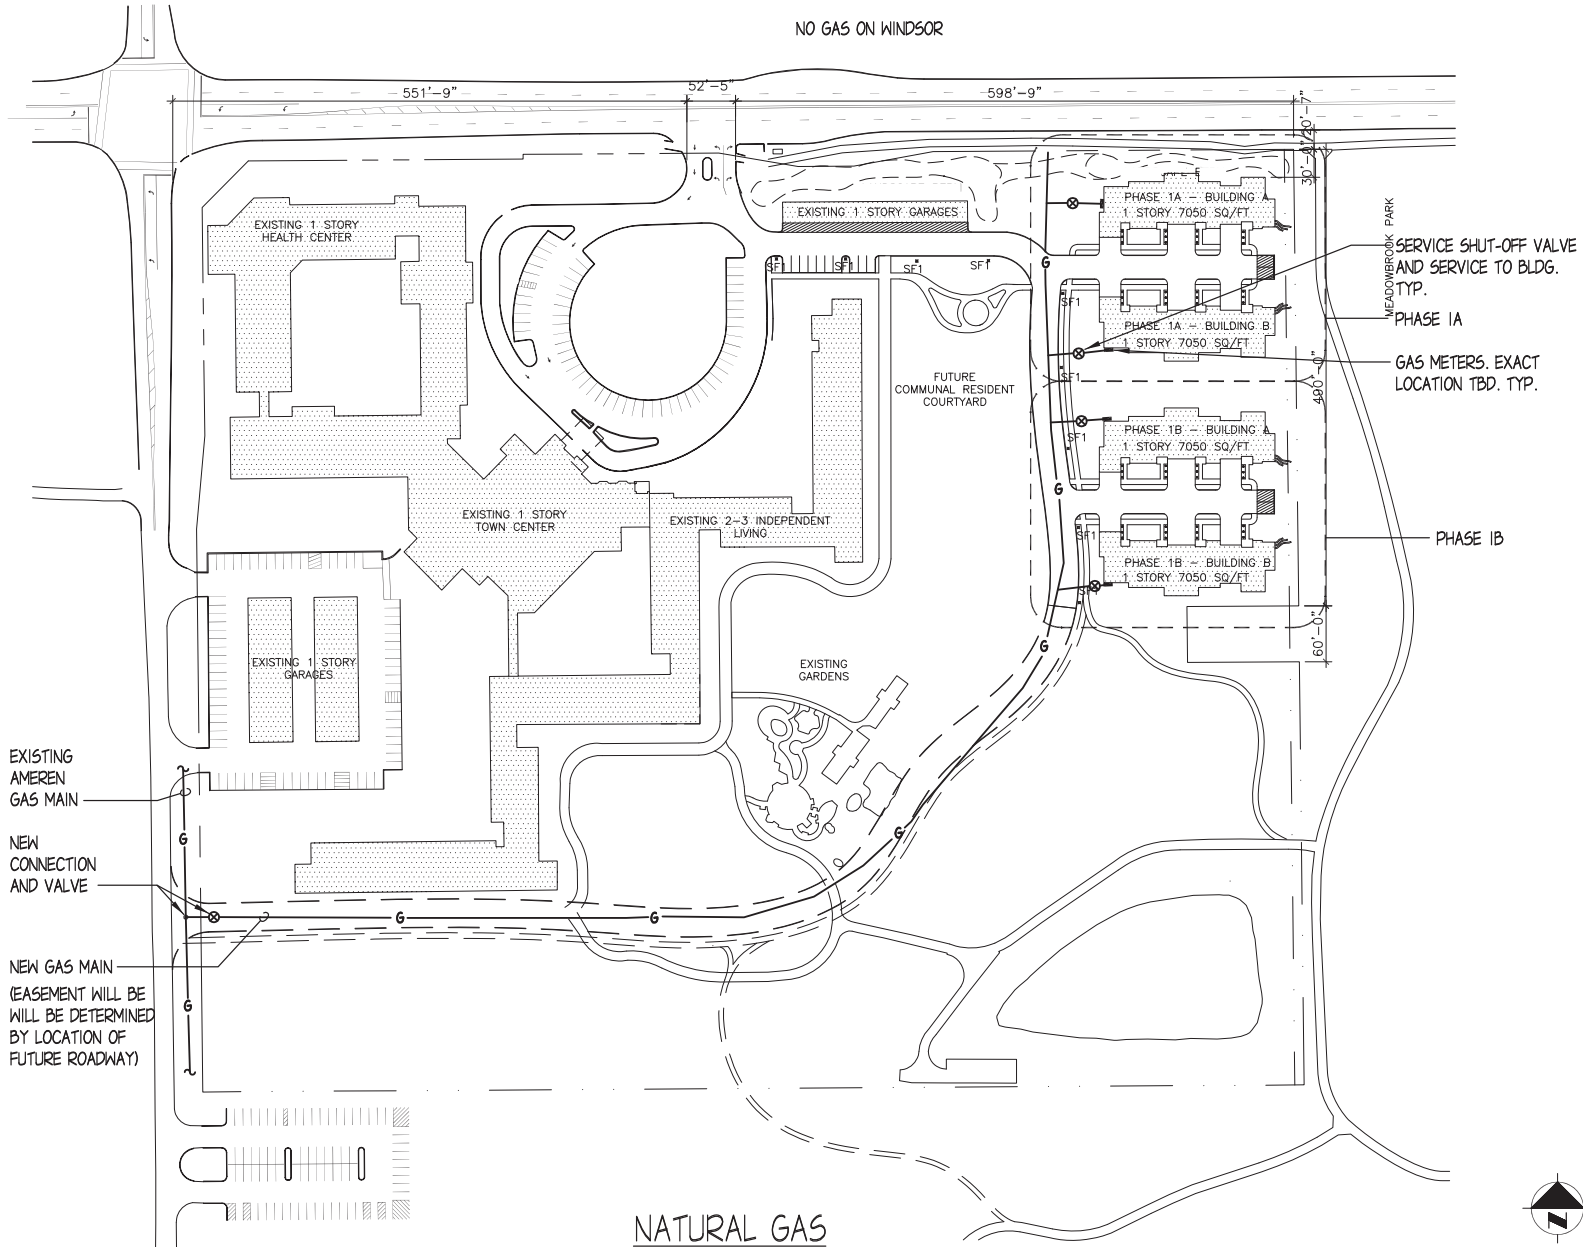 NO GAS ON WINDSOR
551'-9"
52'-5"
598'-9"
30'-0"
EXISTING 1 STORY
HEALTH CENTER
EXISTING 1 STORY GARAGES
PHASE 1A - BUILDING A
1 STORY 7050 SQ/FT
MEADOWBROOK PARK
SERVICE SHUT-OFF VALVE
AND SERVICE TO BLDG.
TYP.
G
SF1
SF1
SF1
SF1
SF1
PHASE 1A
PHASE 1A - BUILDING B
1 STORY 7050 SQ/FT
GAS METERS. EXACT
LOCATION TBD. TYP.
490'-0"
SF1
FUTURE
COMMUNAL RESIDENT
COURTYARD
PHASE 1B - BUILDING A
1 STORY 7050 SQ/FT
SF1
G
EXISTING 1 STORY
TOWN CENTER
EXISTING 2-3 INDEPENDENT
LIVING
SF1
PHASE 1B
PHASE 1B - BUILDING B
1 STORY 7050 SQ/FT
SF1
60'-0"
G
EXISTING 1 STORY
GARAGES
EXISTING
GARDENS
EXISTING
AMEREN
GAS MAIN
G
G
NEW
CONNECTION
AND VALVE
G
G
NEW GAS MAIN
(EASEMENT WILL BE
WILL BE DETERMINED
BY LOCATION OF
FUTURE ROADWAY)
G
NATURAL GAS
N